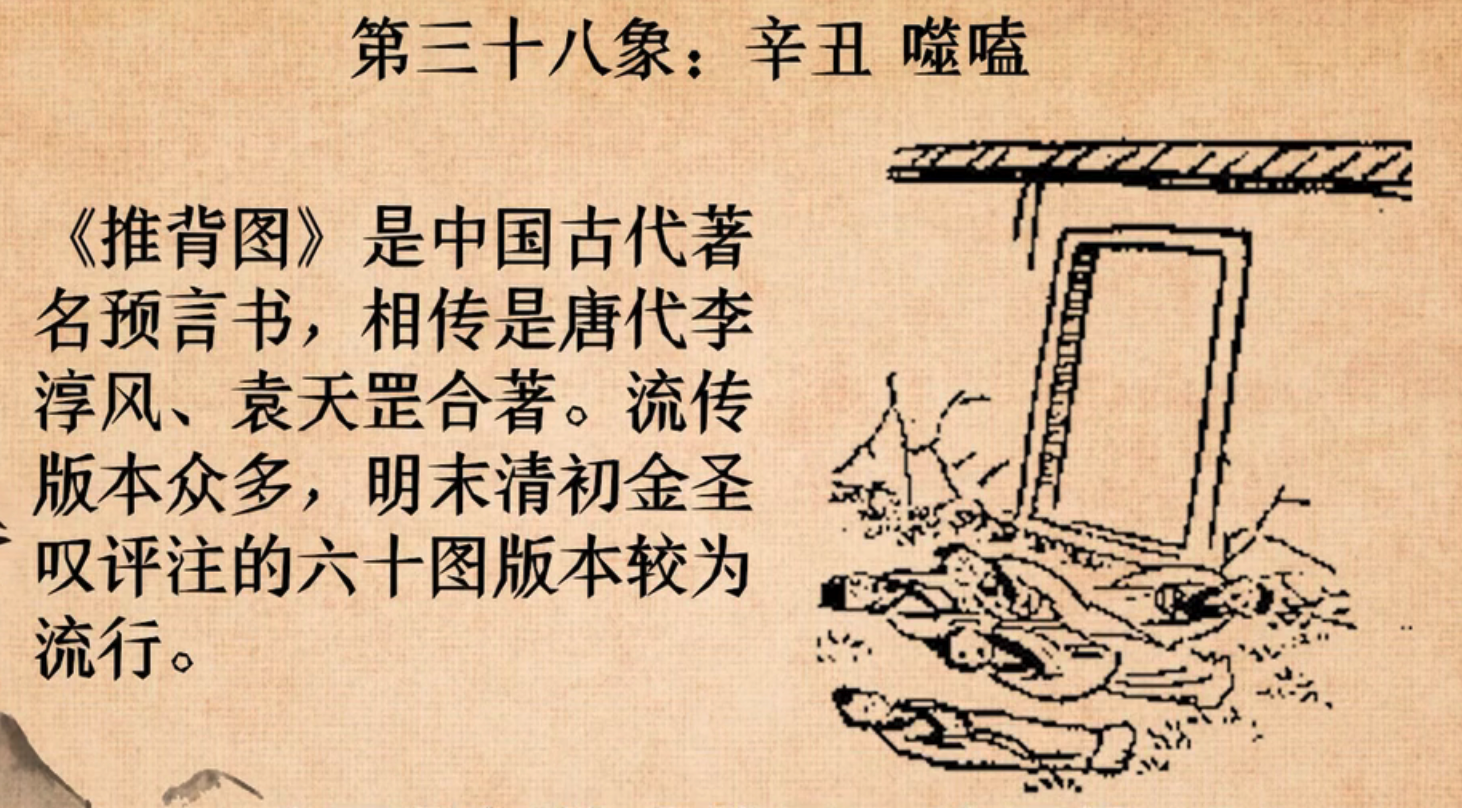 第三十八象：辛丑 噬嗑
《推背图》是中国古代著
名预言书，相传是唐代李
淳风、袁天罡合著。流传
版本众多，明末清初金圣
叹评注的六十图版本较为
流行。